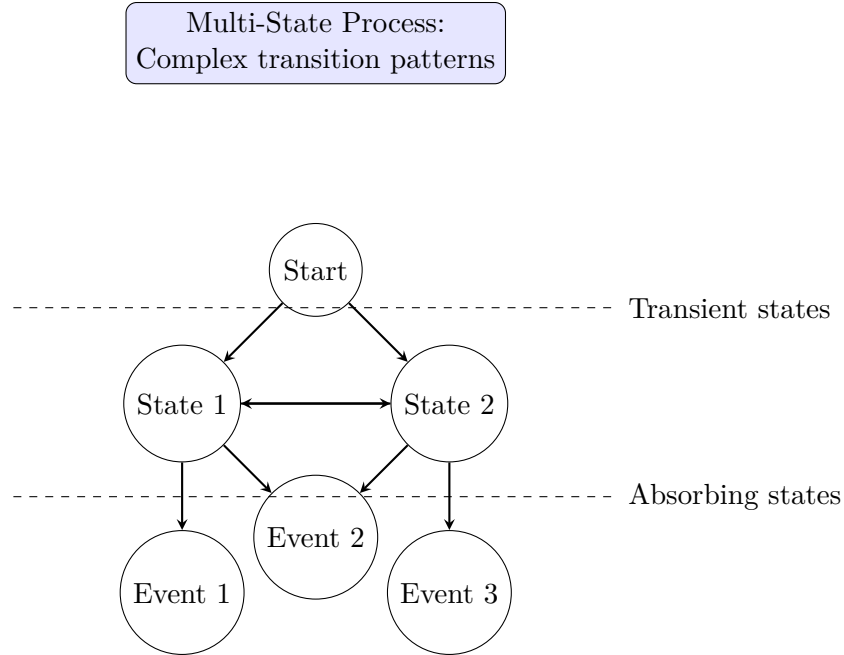 Multi-State Process:
Complex transition patterns
Start
Transient states
State 1
State 2
Absorbing states
Event 2
Event 1
Event 3